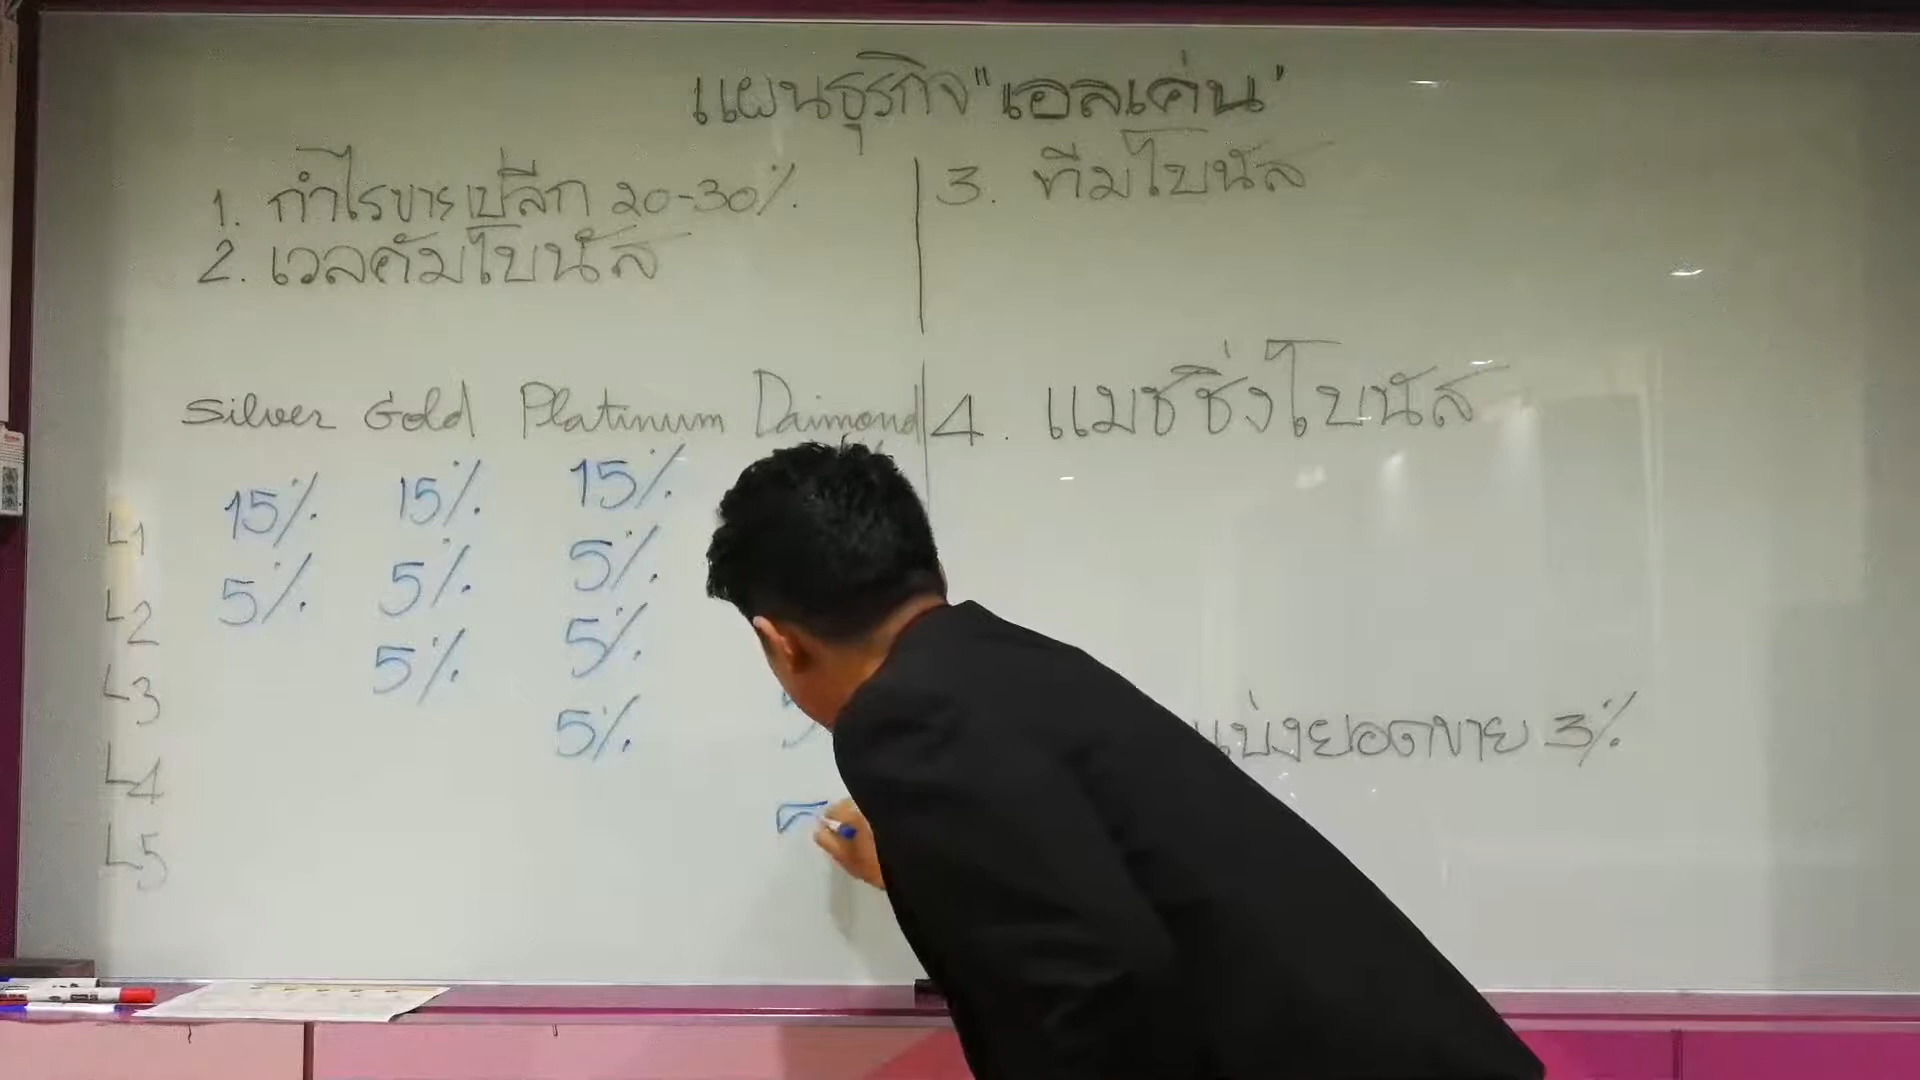 แผนธุรกิจ "เอลเค่น"
1. กำไรขายปลีก 20-30%
2. เวลคัมโบนัส
Silver Gold Platinum Daimond
L1 15% 15% 15%
L2 5% 5% 5%
L3 5% 5%
L4 5% 5
L5
3. ทีมโบนัส
4. แมชชิ่งโบนัส
แบ่งยอดขาย 3%